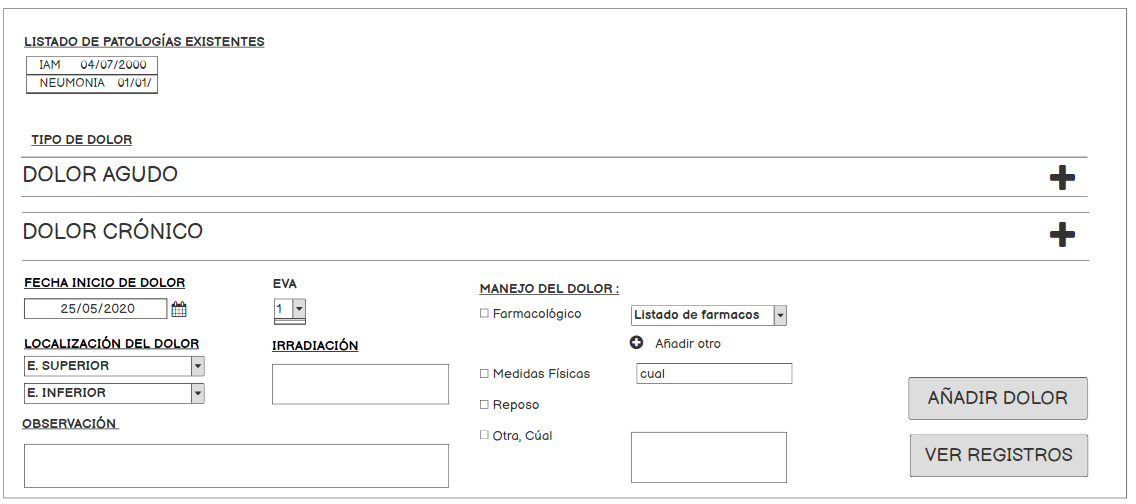 LISTADO DE PATOLOGÍAS EXISTENTES
IAM 04/07/2000
NEUMONIA 01/01/
TIPO DE DOLOR
DOLOR AGUDO
DOLOR CRÓNICO
FECHA INICIO DE DOLOR
25/05/2020
EVA
1
LOCALIZACIÓN DEL DOLOR
E. SUPERIOR
E. INFERIOR
IRRADIACIÓN
OBSERVACIÓN
MANEJO DEL DOLOR :
Farmacológico
Listado de farmacos
Añadir otro
Medidas Físicas
cual
Reposo
Otra, Cúal
AÑADIR DOLOR
VER REGISTROS